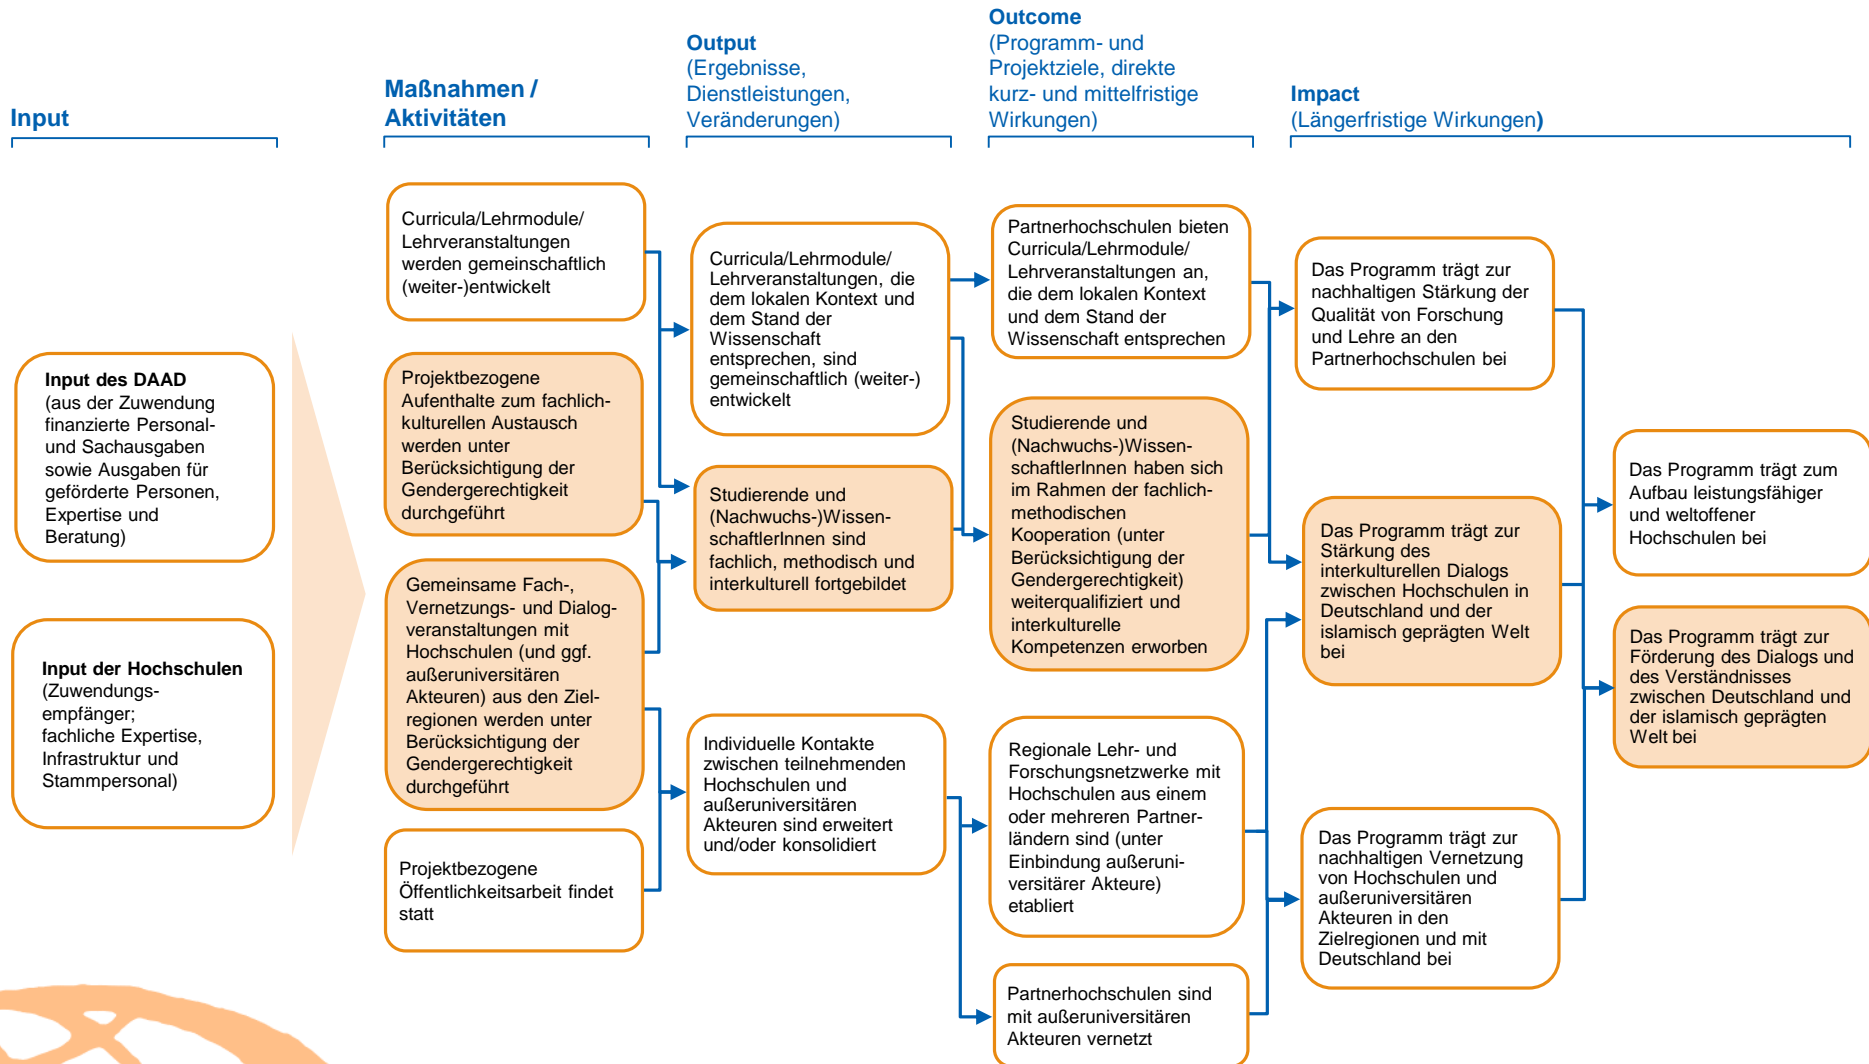 Input
Maßnahmen /
Aktivitäten
Output
(Ergebnisse,
Dienstleistungen,
Veränderungen)
Outcome
(Programm- und
Projektziele, direkte
kurz- und mittelfristige
Wirkungen)
Impact
(Längerfristige Wirkungen)
Input des DAAD
(aus der Zuwendung
finanzierte Personal-
und Sachausgaben
sowie Ausgaben für
geförderte Personen,
Expertise und
Beratung)
Input der Hochschulen
(Zuwendungs-
empfänger;
fachliche Expertise,
Infrastruktur und
Stammpersonal)
Curricula/Lehrmodule/
Lehrveranstaltungen
werden gemeinschaftlich
(weiter-)entwickelt
Projektbezogene
Aufenthalte zum fachlich-
kulturellen Austausch
werden unter
Berücksichtigung der
Gendergerechtigkeit
durchgeführt
Gemeinsame Fach-,
Vernetzungs- und Dialog-
veranstaltungen mit
Hochschulen (und ggf.
außeruniversitären
Akteuren) aus den Ziel-
regionen werden unter
Berücksichtigung der
Gendergerechtigkeit
durchgeführt
Projektbezogene
Öffentlichkeitsarbeit findet
statt
Curricula/Lehrmodule/
Lehrveranstaltungen, die
dem lokalen Kontext und
dem Stand der
Wissenschaft
entsprechen, sind
gemeinschaftlich (weiter-)
entwickelt
Studierende und
(Nachwuchs-)Wissen-
schaftlerInnen sind
fachlich, methodisch und
interkulturell fortgebildet
Individuelle Kontakte
zwischen teilnehmenden
Hochschulen und
außeruniversitären
Akteuren sind erweitert
und/oder konsolidiert
Partnerhochschulen bieten
Curricula/Lehrmodule/
Lehrveranstaltungen an,
die dem lokalen Kontext
und dem Stand der
Wissenschaft entsprechen
Studierende und
(Nachwuchs-)Wissen-
schaftlerInnen haben sich
im Rahmen der fachlich-
methodischen
Kooperation (unter
Berücksichtigung der
Gendergerechtigkeit)
weiterqualifiziert und
interkulturelle
Kompetenzen erworben
Regionale Lehr- und
Forschungsnetzwerke mit
Hochschulen aus einem
oder mehreren Partner-
ländern sind (unter
Einbindung außeruni-
versitärer Akteure)
etabliert
Partnerhochschulen sind
mit außeruniversitären
Akteuren vernetzt
Das Programm trägt zur
nachhaltigen Stärkung der
Qualität von Forschung
und Lehre an den
Partnerhochschulen bei
Das Programm trägt zur
Stärkung des
interkulturellen Dialogs
zwischen Hochschulen in
Deutschland und der
islamisch geprägten Welt
bei
Das Programm trägt zur
nachhaltigen Vernetzung
von Hochschulen und
außeruniversitären
Akteuren in den
Zielregionen und mit
Deutschland bei
Das Programm trägt zum
Aufbau leistungsfähiger
und weltoffener
Hochschulen bei
Das Programm trägt zur
Förderung des Dialogs und
des Verständnisses
zwischen Deutschland und
der islamisch geprägten
Welt bei